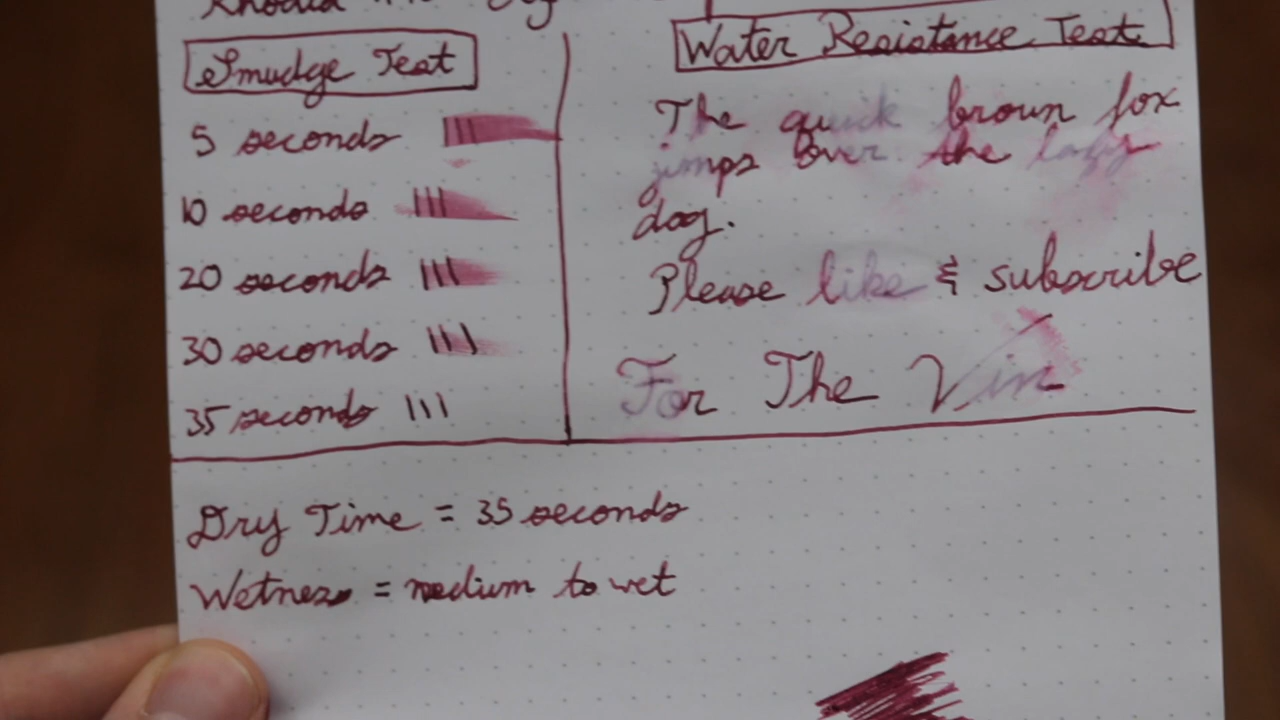 Rhodia
Smudge Test
5 seconds
10 seconds
20 seconds
30 seconds
35 seconds
Water Resistance Test
The quick brown fox
jumps over the lazy
dog.
Please like & subscribe
For The Win
Dry Time = 35 seconds
Wetness = medium to wet